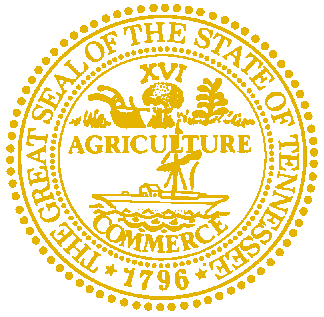 THE GREAT SEAL OF THE STATE OF TENNESSEE
XVI
AGRICULTURE
COMMERCE
1796